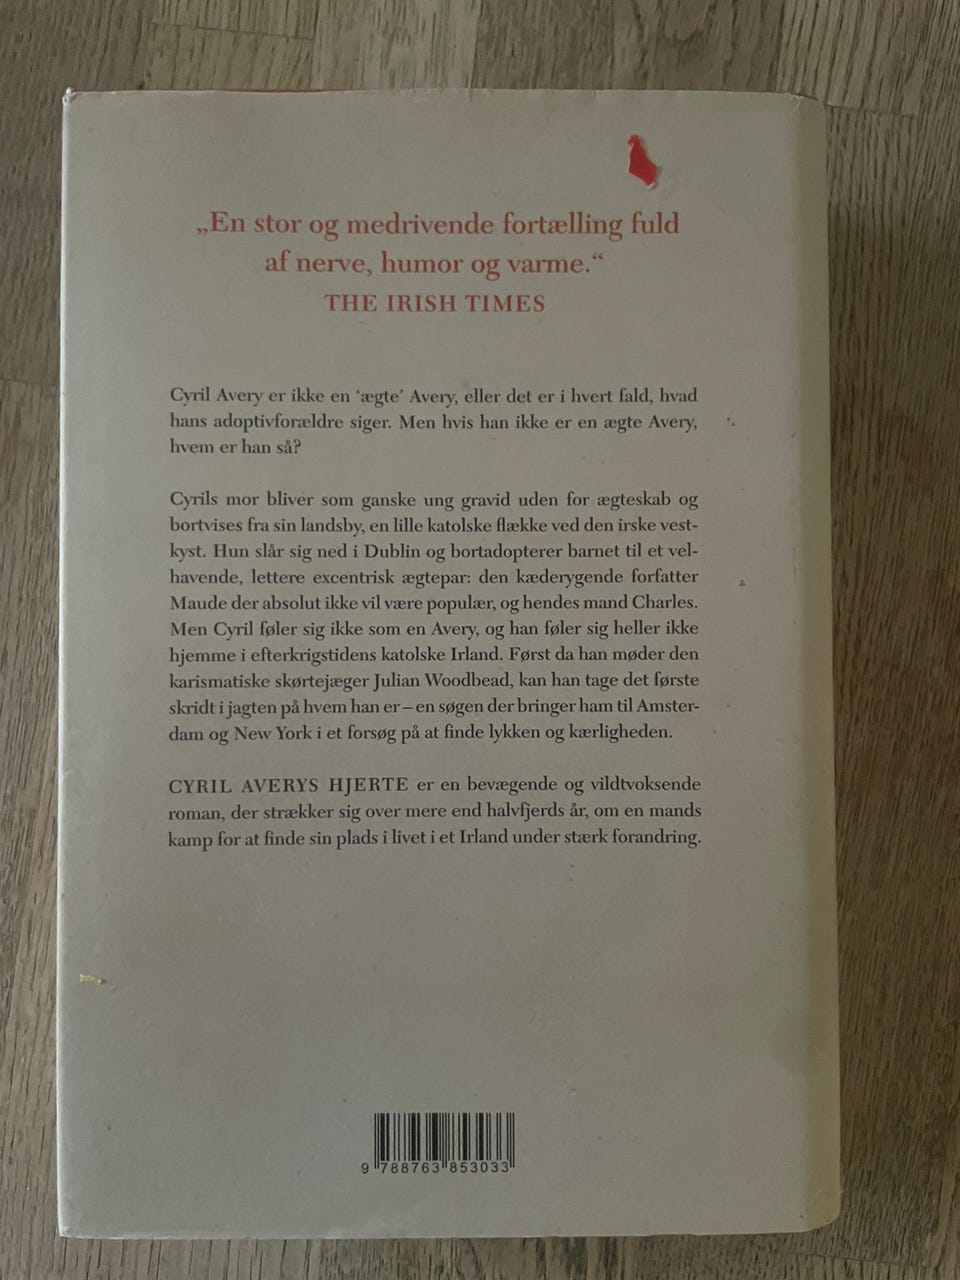 „En stor og medrivende fortælling fuld
af nerve, humor og varme.“
THE IRISH TIMES
Cyril Avery er ikke en ‘ægte’ Avery, eller det er i hvert fald, hvad
hans adoptivforældre siger. Men hvis han ikke er en ægte Avery,
hvem er han så?
Cyrils mor bliver som ganske ung gravid uden for ægteskab og
bortvises fra sin landsby, en lille katolske flække ved den irske vest-
kyst. Hun slår sig ned i Dublin og bortadopterer barnet til et vel-
havende, lettere excentrisk ægtepar: den kæderygende forfatter
Maude der absolut ikke vil være populær, og hendes mand Charles.
Men Cyril føler sig ikke som en Avery, og han føler sig heller ikke
hjemme i efterkrigstidens katolske Irland. Først da han møder den
karismatiske skørtejæger Julian Woodbead, kan han tage det første
skridt i jagten på hvem han er – en søgen der bringer ham til Amster-
dam og New York i et forsøg på at finde lykken og kærligheden.
CYRIL AVERYS HJERTE er en bevægende og vildtvoksende
roman, der strækker sig over mere end halvfjerds år, om en mands
kamp for at finde sin plads i livet i et Irland under stærk forandring.
9 788763 853033